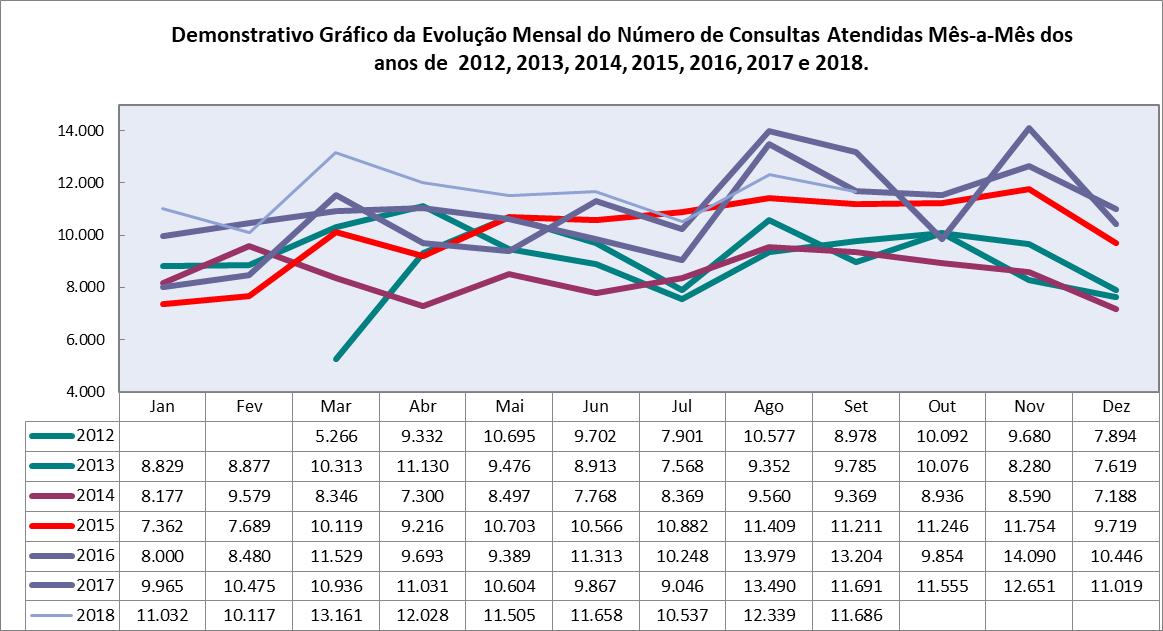 Demonstrativo Gráfico da Evolução Mensal do Número de Consultas Atendidas Mês-a-Mês dos
anos de 2012, 2013, 2014, 2015, 2016, 2017 e 2018.
14.000
12.000
10.000
8.000
6.000
4.000
Jan Fev Mar Abr Mai Jun Jul Ago Set Out Nov Dez
2012 5.266 9.332 10.695 9.702 7.901 10.577 8.978 10.092 9.680 7.894
2013 8.829 8.877 10.313 11.130 9.476 8.913 7.568 9.352 9.785 10.076 8.280 7.619
2014 8.177 9.579 8.346 7.300 8.497 7.768 8.369 9.560 9.369 8.936 8.590 7.188
2015 7.362 7.689 10.119 9.216 10.703 10.566 10.882 11.409 11.211 11.246 11.754 9.719
2016 8.000 8.480 11.529 9.693 9.389 11.313 10.248 13.979 13.204 9.854 14.090 10.446
2017 9.965 10.475 10.936 11.031 10.604 9.867 9.046 13.490 11.691 11.555 12.651 11.019
2018 11.032 10.117 13.161 12.028 11.505 11.658 10.537 12.339 11.686